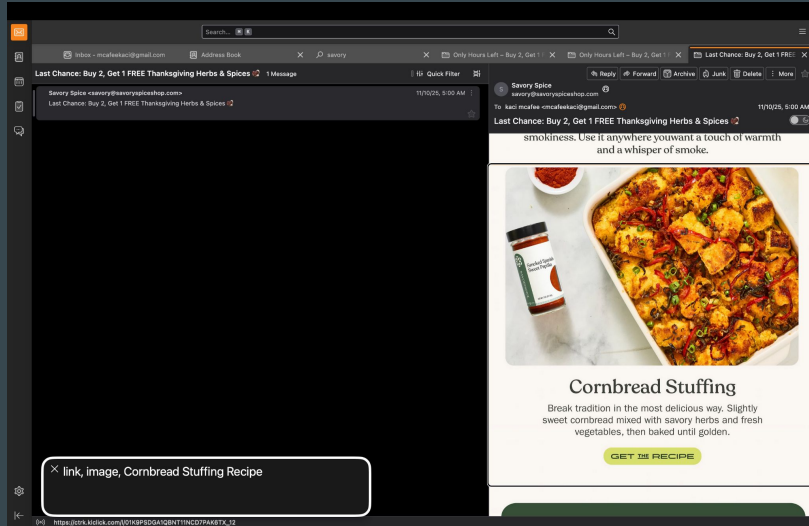 Search... ⌘ K
Inbox - mcafeekaci@gmail.com
Address Book
savory
Only Hours Left – Buy 2, Get 1
Only Hours Left – Buy 2, Get 1
Last Chance: Buy 2, Get 1 FREE
Last Chance: Buy 2, Get 1 FREE Thanksgiving Herbs & Spices
1 Message
Quick Filter
Savory Spice <savory@savoryspiceshop.com>
11/10/25, 5:00 AM
Last Chance: Buy 2, Get 1 FREE Thanksgiving Herbs & Spices
Reply
Forward
Archive
Junk
Delete
More
S
Savory Spice
savory@savoryspiceshop.com
To kaci mcafee <mcafeekaci@gmail.com>
11/10/25, 5:00 AM
Last Chance: Buy 2, Get 1 FREE Thanksgiving Herbs & Spices
smokiness. Use it anywhere youwant a touch of warmth
and a whisper of smoke.
Smoked Spanish
Sweet Paprika
Cornbread Stuffing
Break tradition in the most delicious way. Slightly
sweet cornbread mixed with savory herbs and fresh
vegetables, then baked until golden.
GET THE RECIPE
link, image, Cornbread Stuffing Recipe